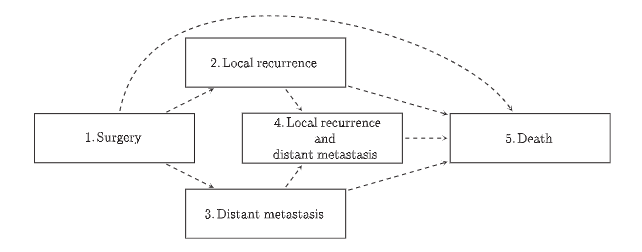 2. Local recurrence
1. Surgery
4. Local recurrence
and
distant metastasis
5. Death
3. Distant metastasis